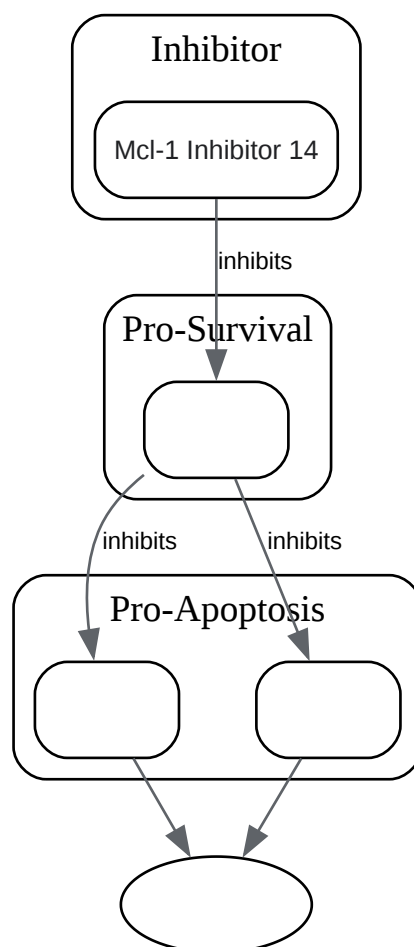 Inhibitor
Mcl-1 Inhibitor 14
inhibits
Pro-Survival
inhibits
inhibits
Pro-Apoptosis